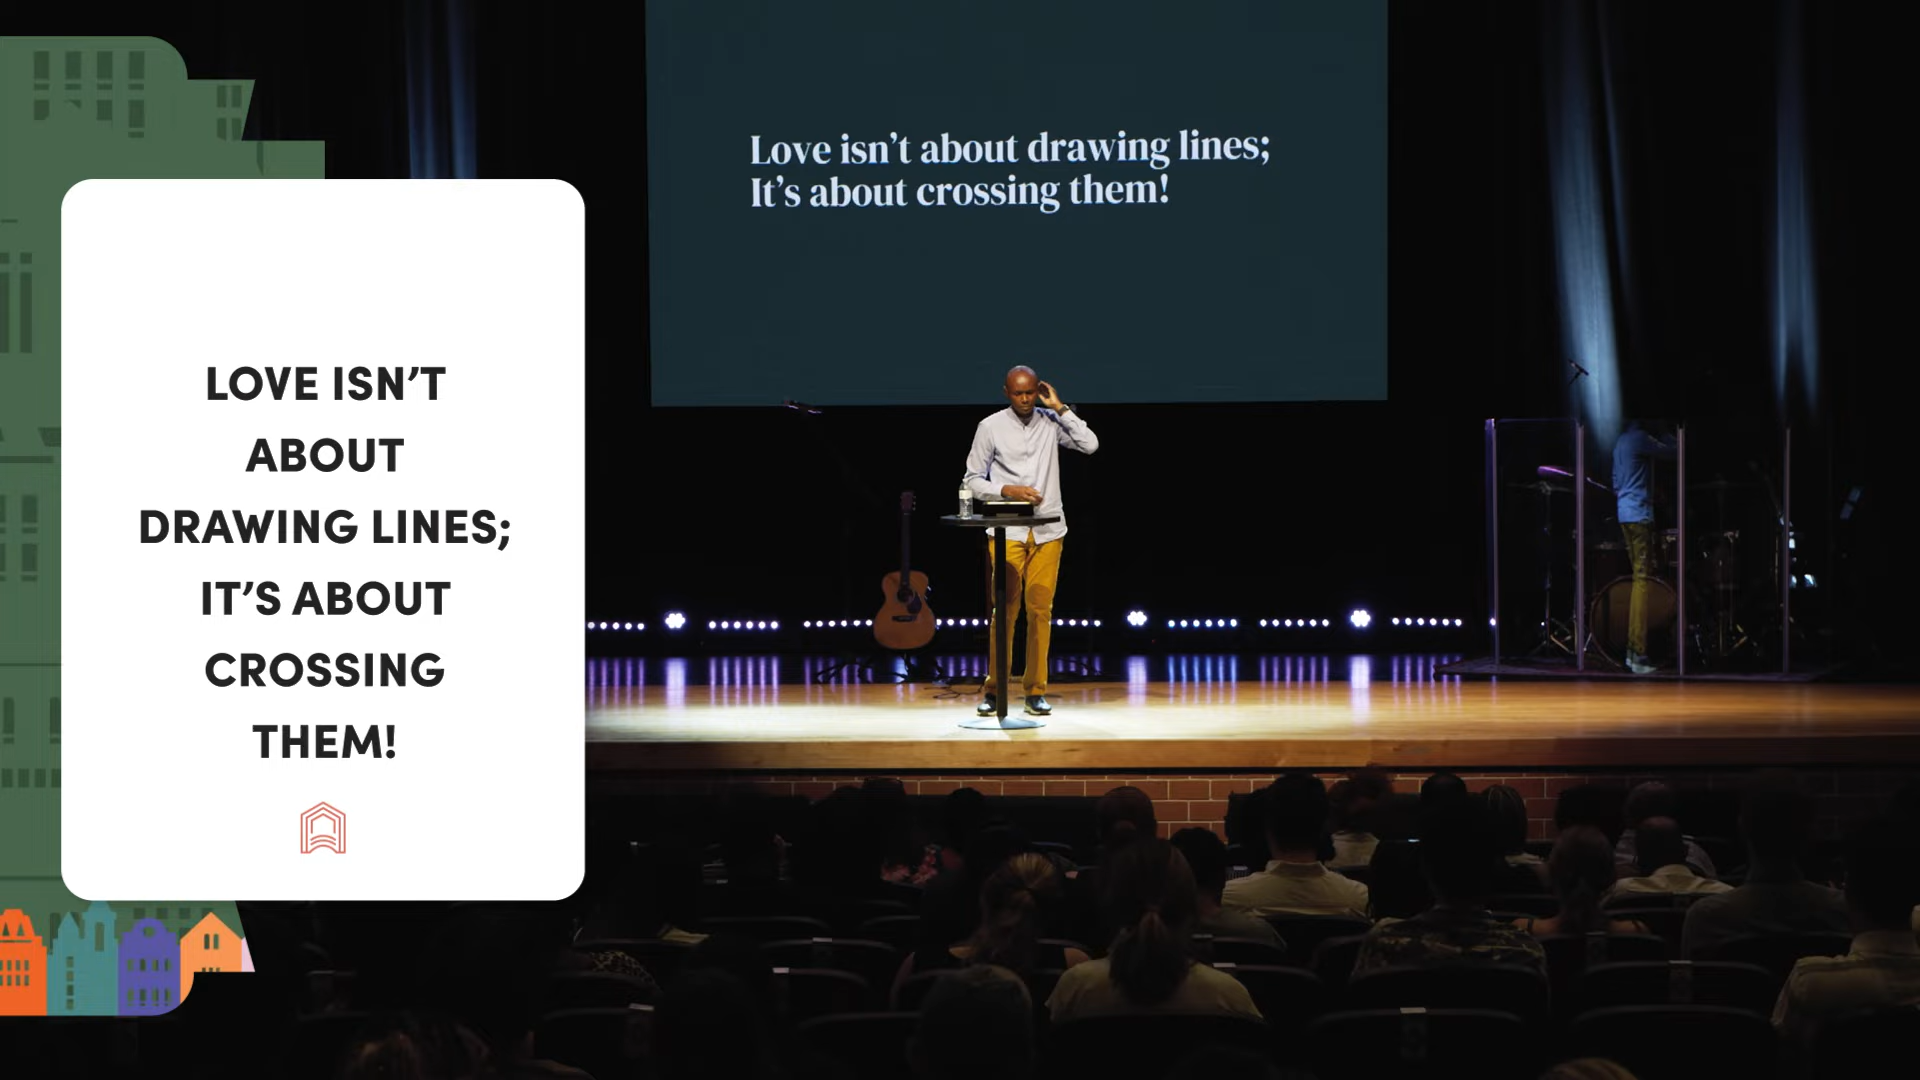 LOVE ISN’T
ABOUT
DRAWING LINES;
IT’S ABOUT
CROSSING
THEM!
Love isn’t about drawing lines;
It’s about crossing them!